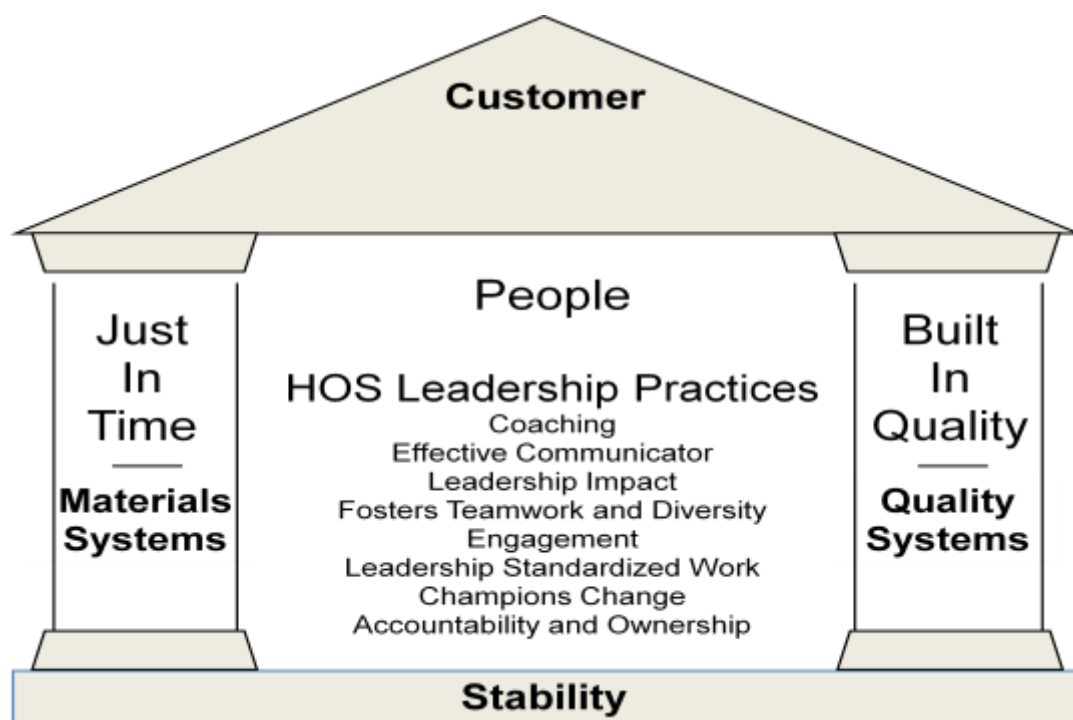 Customer
Just
In
Time
Materials
Systems
People
HOS Leadership Practices
Coaching
Effective Communicator
Leadership Impact
Fosters Teamwork and Diversity
Engagement
Leadership Standardized Work
Champions Change
Accountability and Ownership
Built
In
Quality
Quality
Systems
Stability